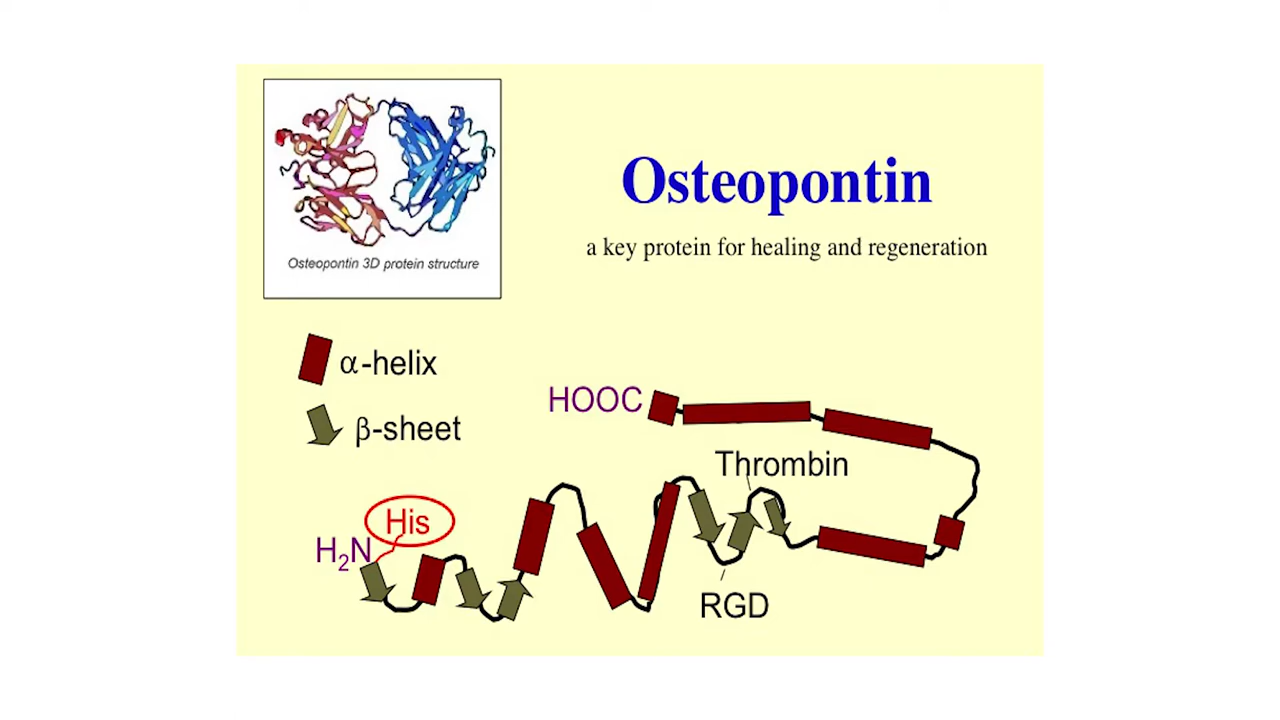 Osteopontin
a key protein for healing and regeneration
Osteopontin 3D protein structure
α-helix
β-sheet
HOOC
Thrombin
His
H₂N
RGD